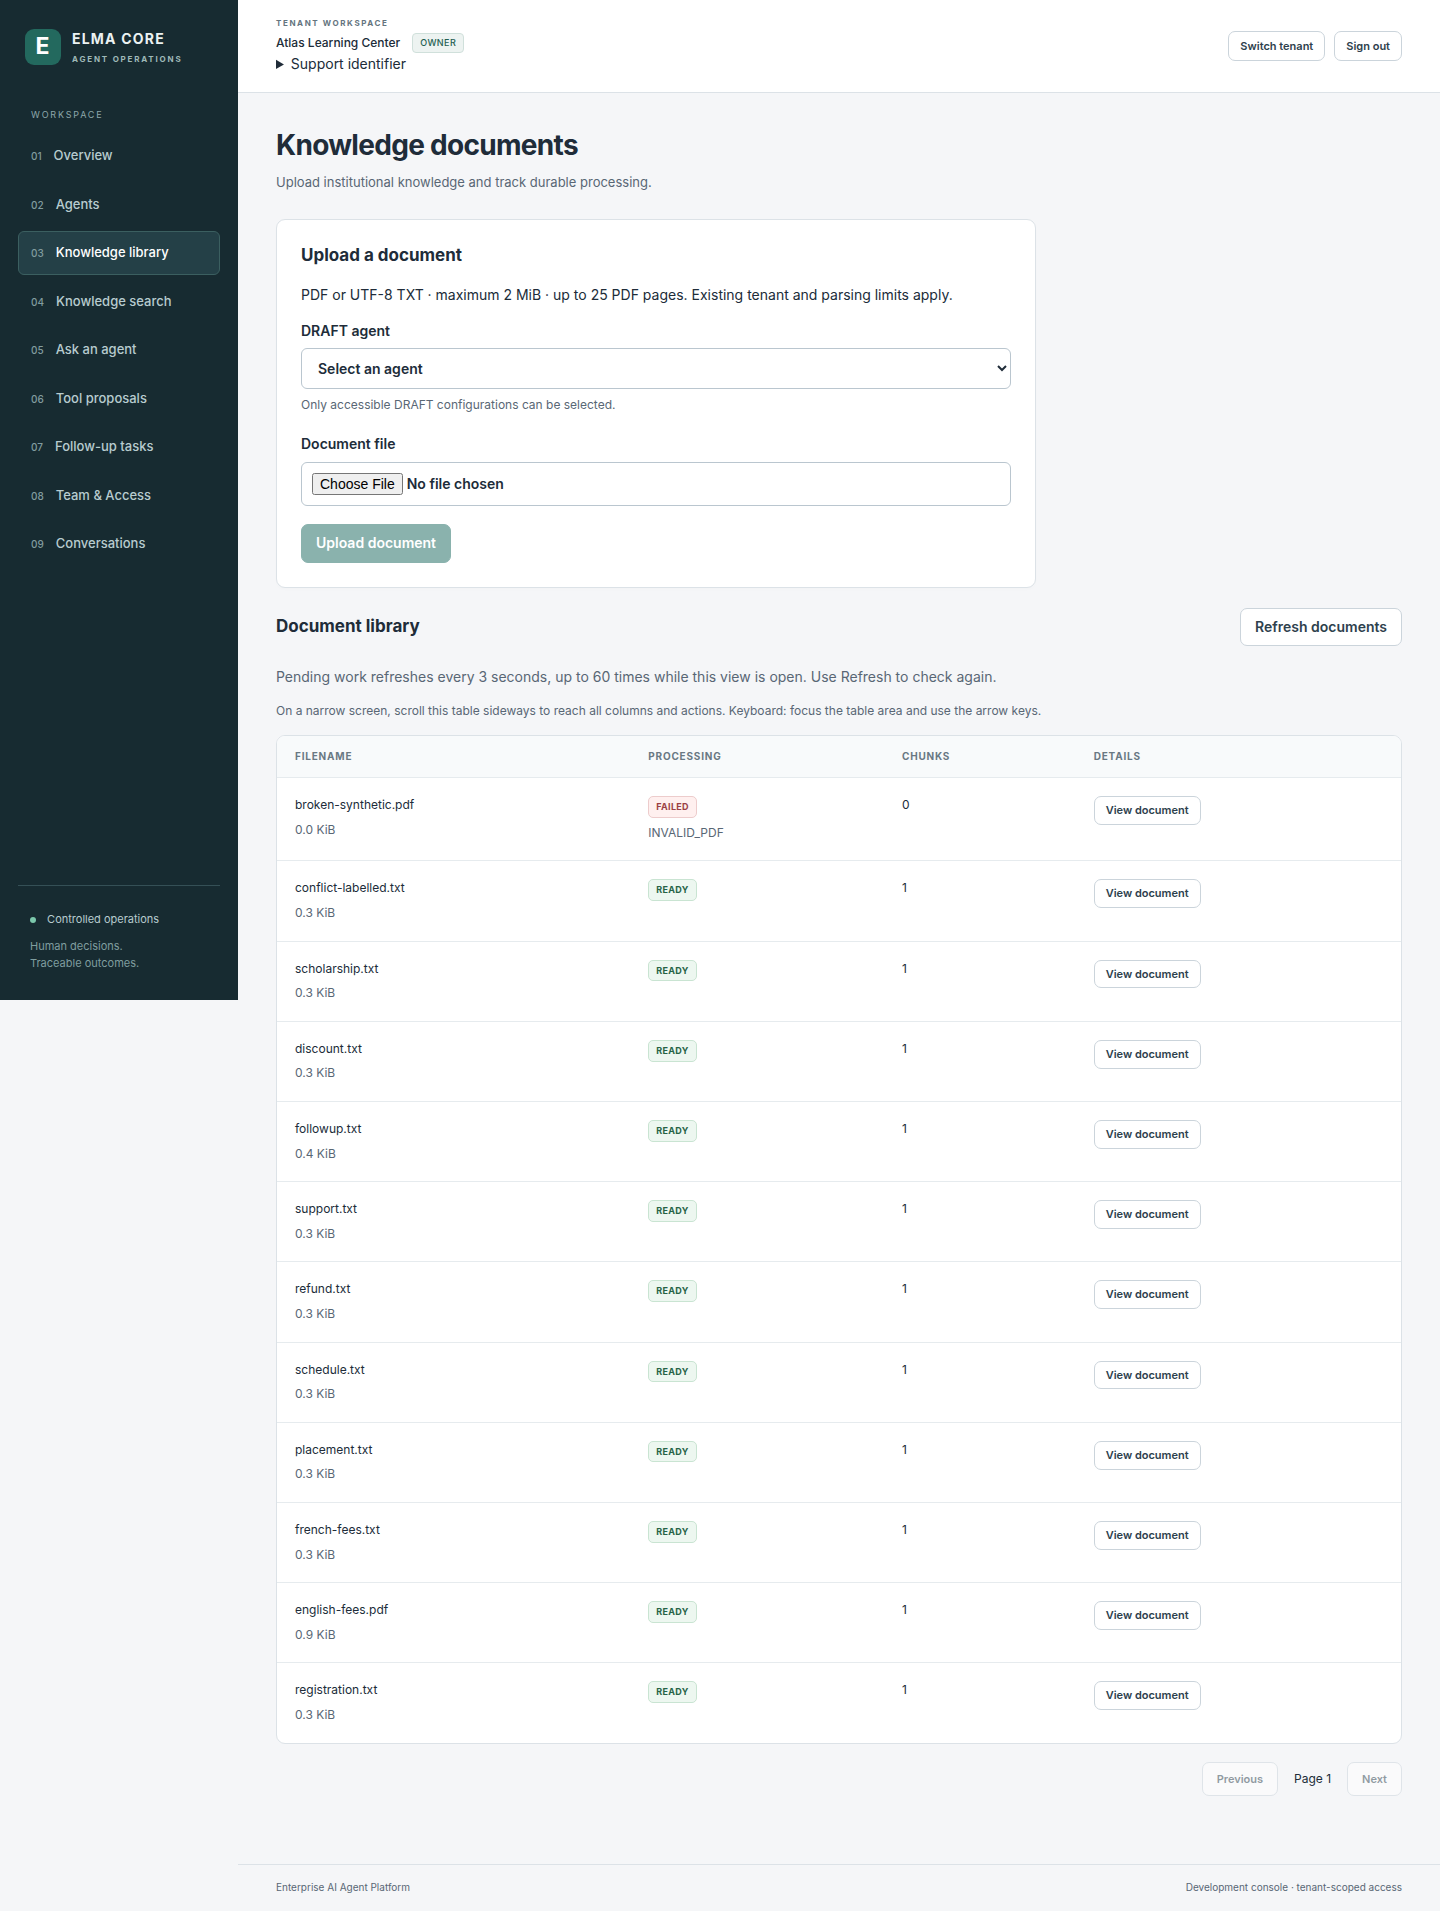 E
ELMA CORE
AGENT OPERATIONS
WORKSPACE
01 Overview
02 Agents
03 Knowledge library
04 Knowledge search
05 Ask an agent
06 Tool proposals
07 Follow-up tasks
08 Team & Access
09 Conversations
Controlled operations
Human decisions.
Traceable outcomes.
TENANT WORKSPACE
Atlas Learning Center OWNER
Support identifier
Switch tenant
Sign out
Knowledge documents
Upload institutional knowledge and track durable processing.
Upload a document
PDF or UTF-8 TXT · maximum 2 MiB · up to 25 PDF pages. Existing tenant and parsing limits apply.
DRAFT agent
Select an agent
Only accessible DRAFT configurations can be selected.
Document file
Choose File No file chosen
Upload document
Document library
Refresh documents
Pending work refreshes every 3 seconds, up to 60 times while this view is open. Use Refresh to check again.
On a narrow screen, scroll this table sideways to reach all columns and actions. Keyboard: focus the table area and use the arrow keys.
FILENAME PROCESSING CHUNKS DETAILS
broken-synthetic.pdf FAILED 0 View document
0.0 KiB INVALID_PDF
conflict-labelled.txt READY 1 View document
0.3 KiB
scholarship.txt READY 1 View document
0.3 KiB
discount.txt READY 1 View document
0.3 KiB
followup.txt READY 1 View document
0.4 KiB
support.txt READY 1 View document
0.3 KiB
refund.txt READY 1 View document
0.3 KiB
schedule.txt READY 1 View document
0.3 KiB
placement.txt READY 1 View document
0.3 KiB
french-fees.txt READY 1 View document
0.3 KiB
english-fees.pdf READY 1 View document
0.9 KiB
registration.txt READY 1 View document
0.3 KiB
Previous Page 1 Next
Enterprise AI Agent Platform
Development console · tenant-scoped access